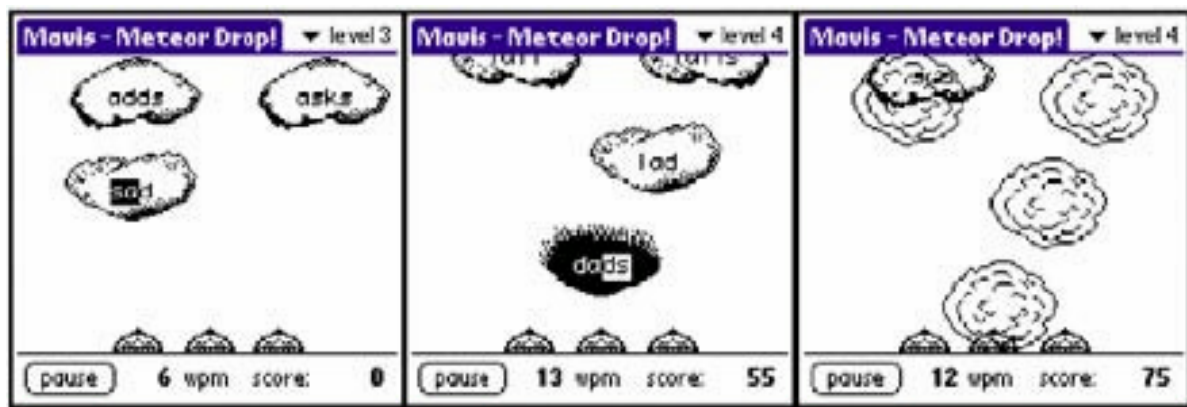 Mavis - Meteor Drop! ▼ level 3
adds asks
sad
pause 6 wpm score: 0
Mavis - Meteor Drop! ▼ level 4
lad
dads
pause 13 wpm score: 55
Mavis - Meteor Drop! ▼ level 4
pause 12 wpm score: 75